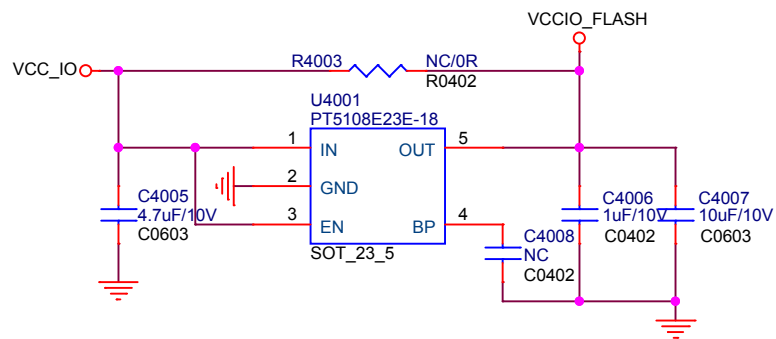 VCCIO_FLASH
VCC_IO
R4003
NC/0R
R0402
U4001
PT5108E23E-18
1
IN
OUT
5
2
GND
3
EN
BP
4
SOT_23_5
C4005
4.7uF/10V
C0603
C4008
NC
C0402
C4006
1uF/10V
C0402
C4007
10uF/10V
C0603